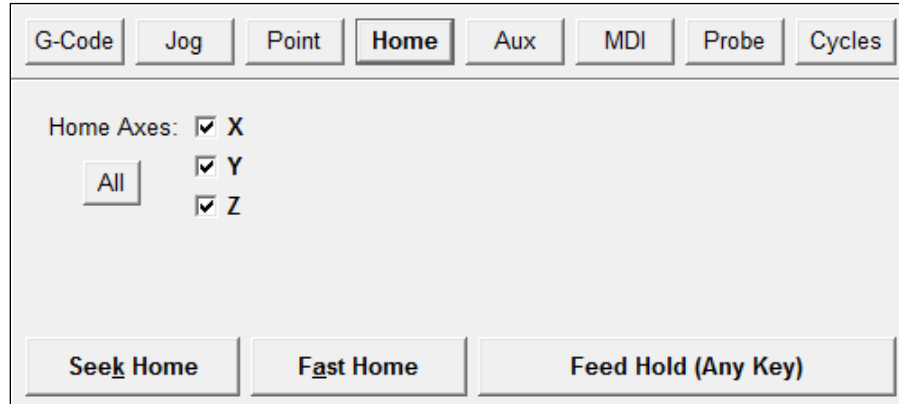 G-Code Jog Point Home Aux MDI Probe Cycles
Home Axes: X
Y
All
Z
Seek Home Fast Home Feed Hold (Any Key)